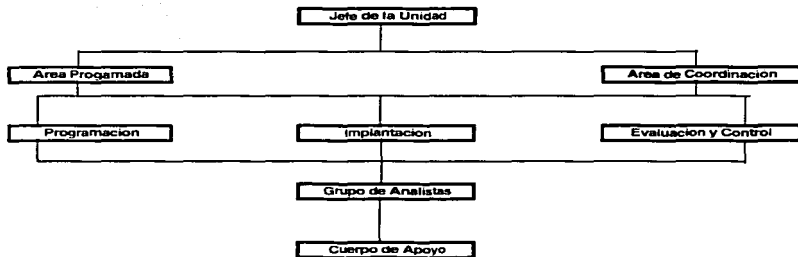 Jefe de la Unidad
Area Progamada
Area de Coordinacion
Programacion
Implantacion
Evaluacion y Control
Grupo de Analistas
Cuerpo de Apoyo